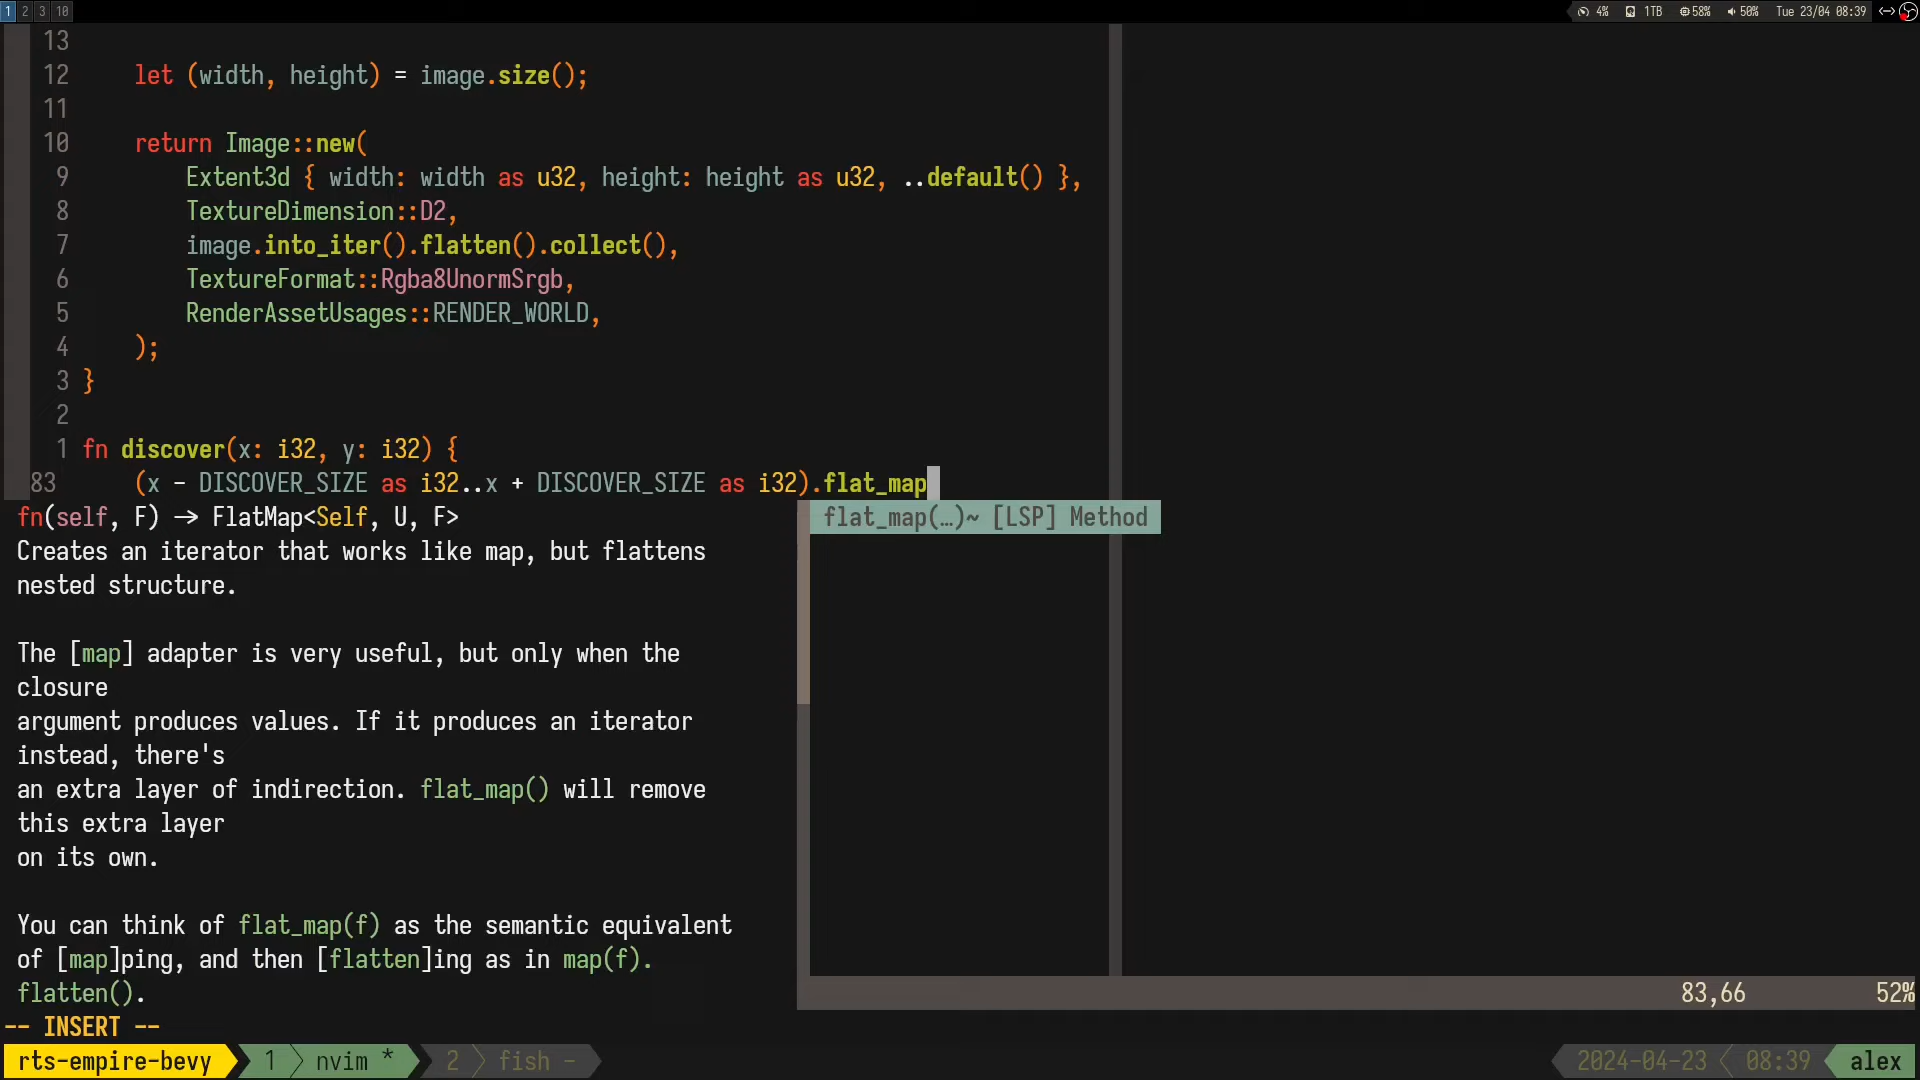 1 2 3 10 4% 1TB 58% 50% Tue 23/04 08:39
13
12 let (width, height) = image.size();
11
10 return Image::new(
9 Extent3d { width: width as u32, height: height as u32, ..default() },
8 TextureDimension::D2,
7 image.into_iter().flatten().collect(),
6 TextureFormat::Rgba8UnormSrgb,
5 RenderAssetUsages::RENDER_WORLD,
4 );
3 }
2
1 fn discover(x: i32, y: i32) {
83 (x - DISCOVER_SIZE as i32..x + DISCOVER_SIZE as i32).flat_map
fn(self, F) -> FlatMap<Self, U, F>
flat_map(…)~ [LSP] Method
Creates an iterator that works like map, but flattens
nested structure.
The [map] adapter is very useful, but only when the
closure
argument produces values. If it produces an iterator
instead, there's
an extra layer of indirection. flat_map() will remove
this extra layer
on its own.
You can think of flat_map(f) as the semantic equivalent
of [map]ping, and then [flatten]ing as in map(f).
flatten().
83,66 52%
-- INSERT --
rts-empire-bevy 1 nvim * 2 fish - 2024-04-23 08:39 alex